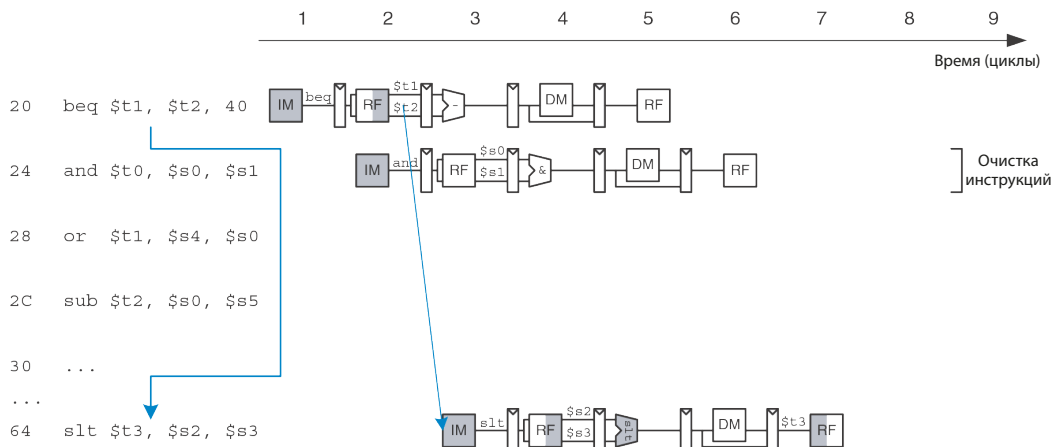 1 2 3 4 5 6 7 8 9
Время (циклы)
20 beq $t1, $t2, 40 IM beq RF $t1 $t2 - DM RF
24 and $t0, $s0, $s1 IM and RF $s0 $s1 & DM RF
Очистка
инструкций
28 or $t1, $s4, $s0
2C sub $t2, $s0, $s5
30 ...
...
64 slt $t3, $s2, $s3 IM slt RF $s2 $s3 slt DM $t3 RF